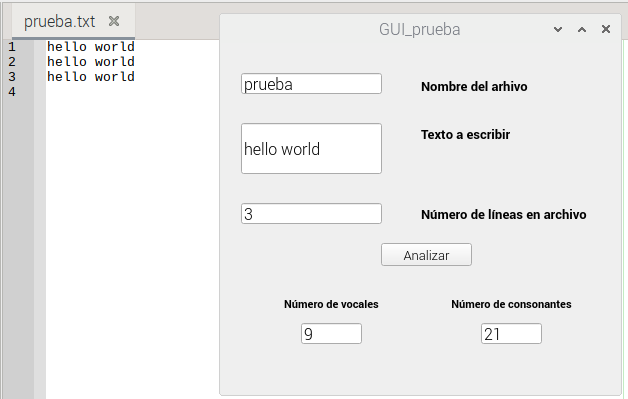 prueba.txt
1 hello world
2 hello world
3 hello world
4
GUI_prueba
prueba
Nombre del arhivo
hello world
Texto a escribir
3
Número de líneas en archivo
Analizar
Número de vocales
Número de consonantes
9
21